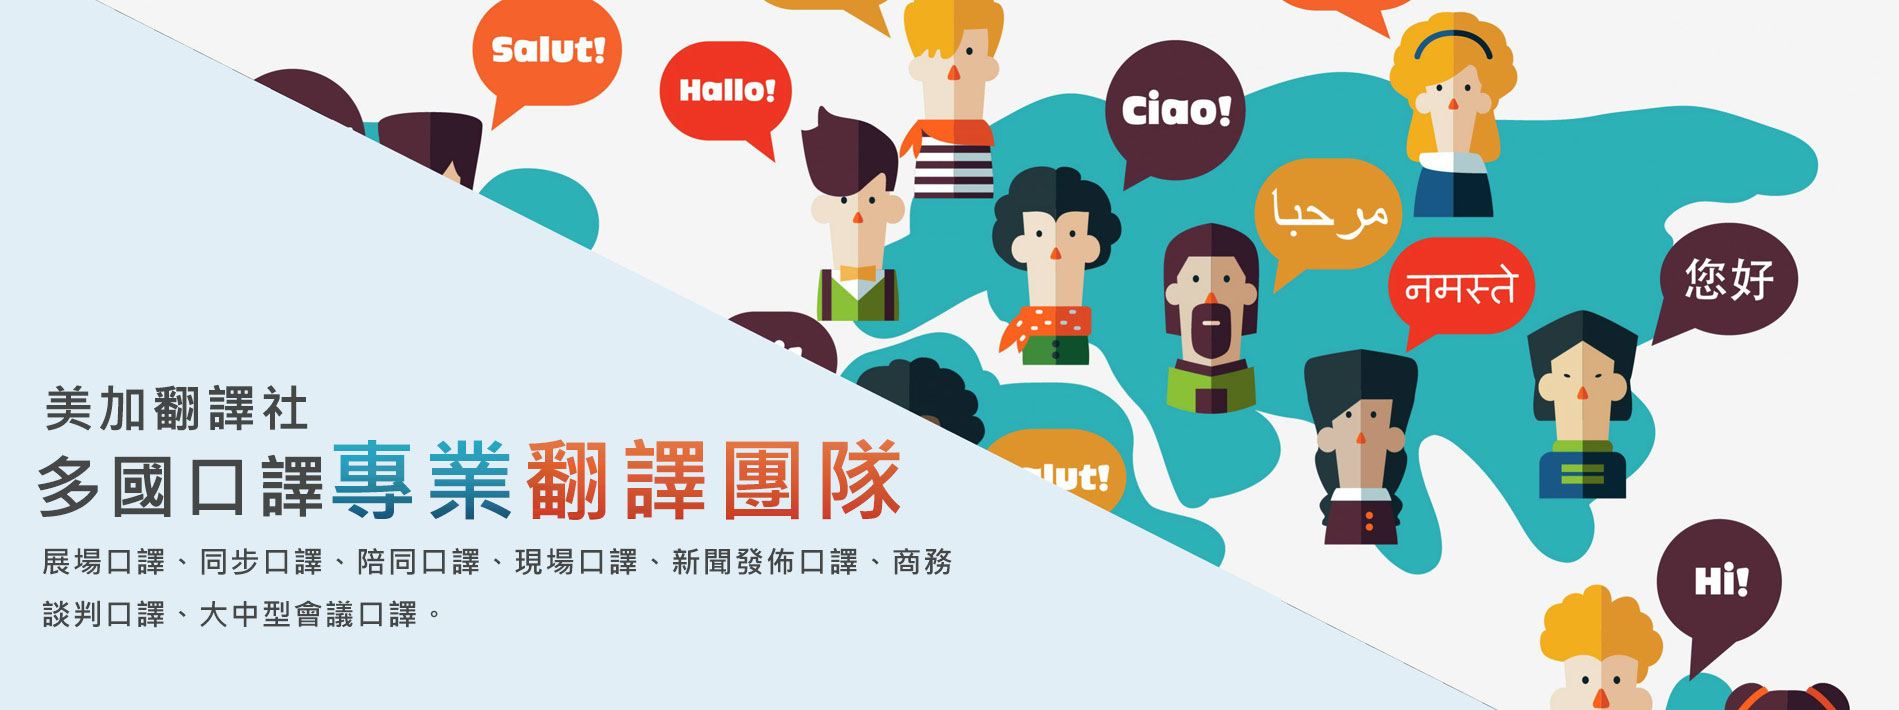 Salut!
Hallo!
Ciao!
مرحبا
नमस्ते
您好
美加翻譯社
多國口譯專業翻譯團隊
展場口譯、同步口譯、陪同口譯、現場口譯、新聞發佈口譯、商務
談判口譯、大中型會議口譯。
Hi!